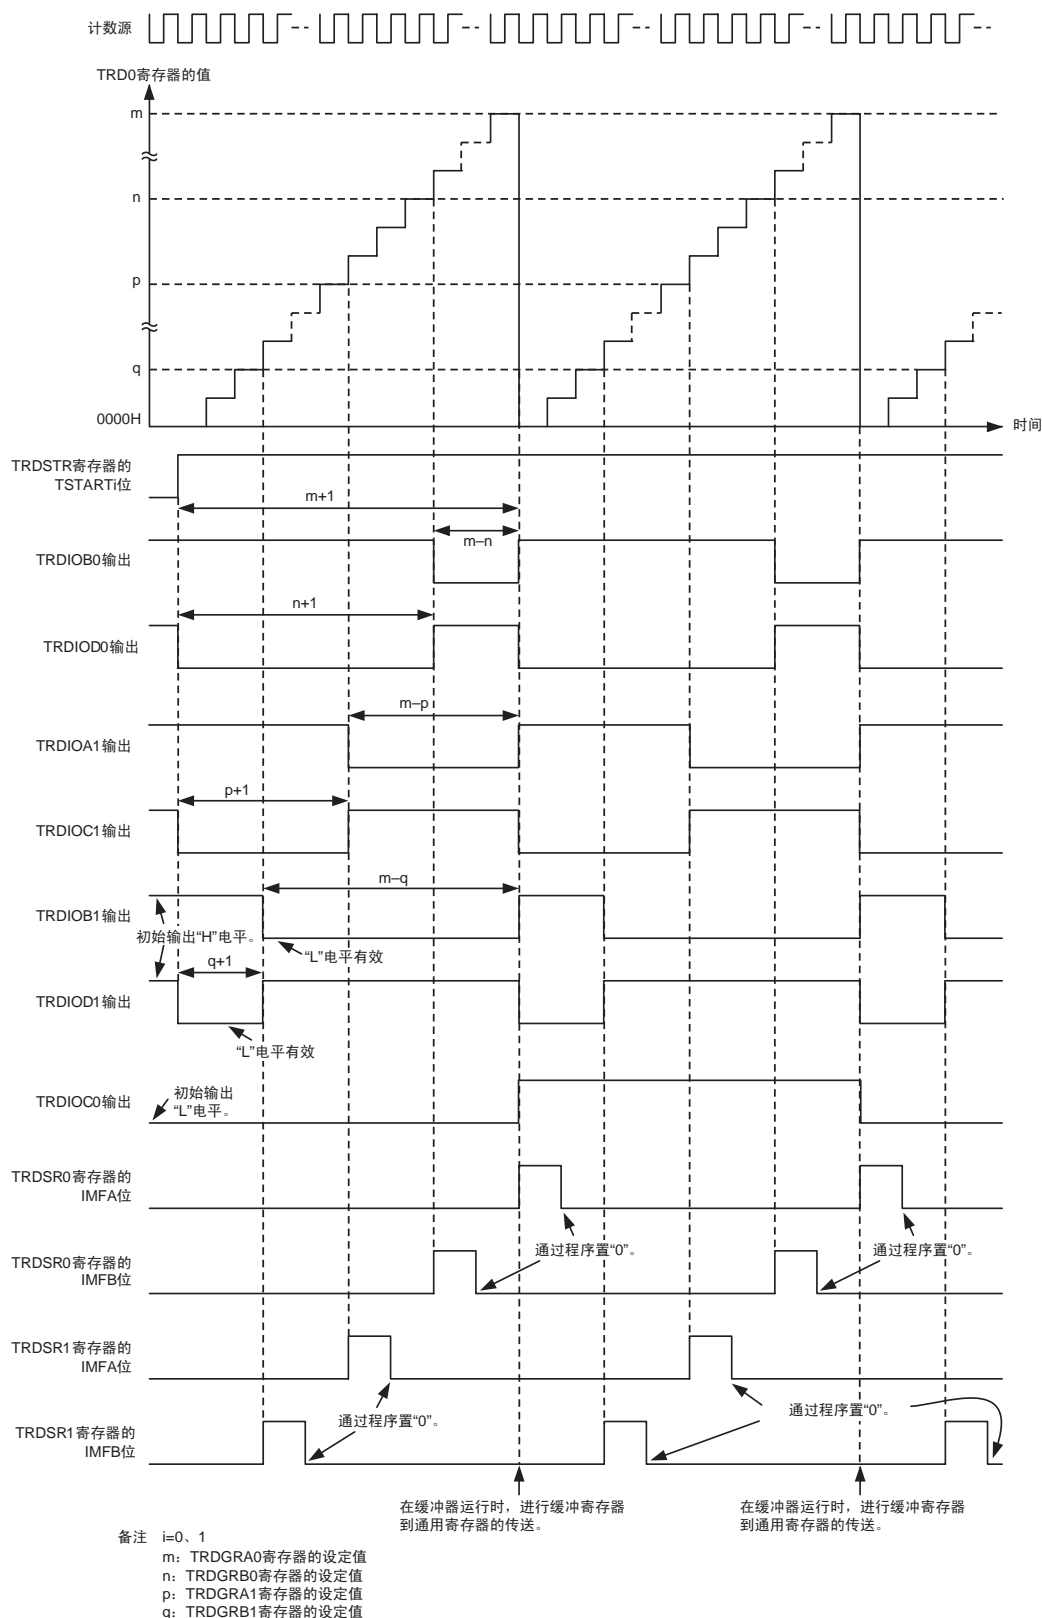 计数源
TRD0寄存器的值
m
n
p
q
0000H
时间
TRDSTR寄存器的
TSTARTi位
m+1
m–n
TRDIOB0输出
n+1
TRDIOD0输出
m–p
TRDIOA1输出
p+1
TRDIOC1输出
m–q
TRDIOB1输出
初始输出“H”电平。
“L”电平有效
q+1
TRDIOD1输出
“L”电平有效
初始输出
“L”电平。
TRDIOC0输出
TRDSR0寄存器的
IMFA位
通过程序置“0”。
通过程序置“0”。
TRDSR0寄存器的
IMFB位
TRDSR1寄存器的
IMFA位
通过程序置“0”。
通过程序置“0”。
TRDSR1寄存器的
IMFB位
在缓冲器运行时，进行缓冲寄存器
到通用寄存器的传送。
在缓冲器运行时，进行缓冲寄存器
到通用寄存器的传送。
备注 i=0、1
m：TRDGRA0寄存器的设定值
n：TRDGRB0寄存器的设定值
p：TRDGRA1寄存器的设定值
q：TRDGRB1寄存器的设定值